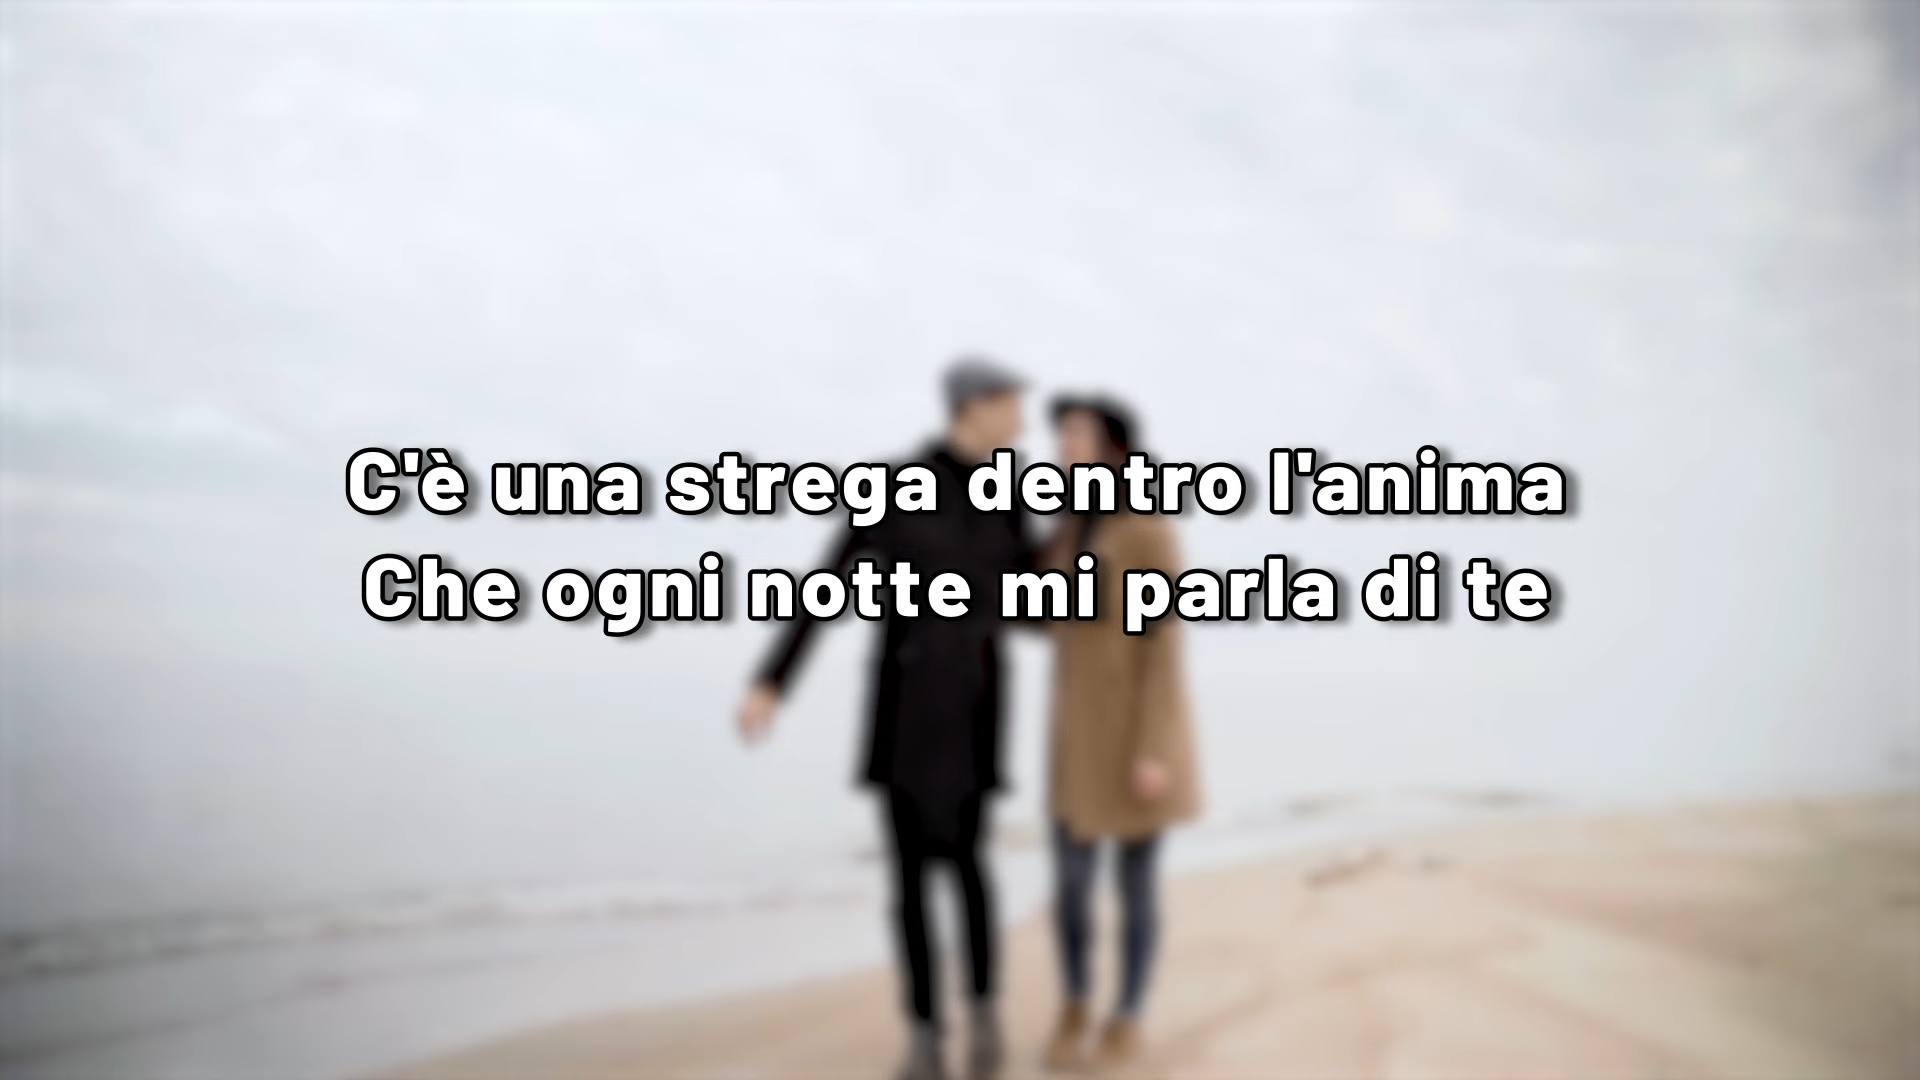 C'è una strega dentro l'anima
Che ogni notte mi parla di te